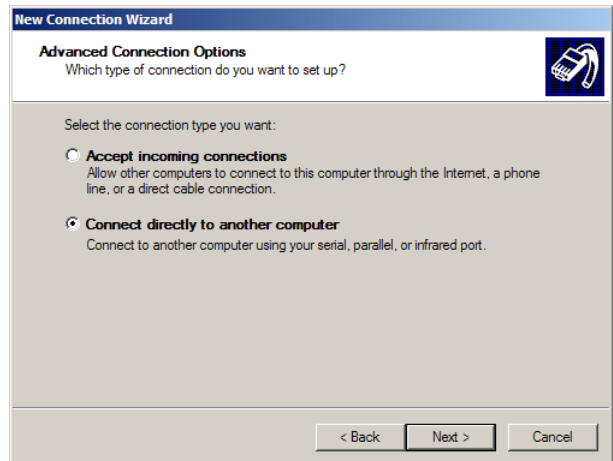 New Connection Wizard
Advanced Connection Options
Which type of connection do you want to set up?
Select the connection type you want:
Accept incoming connections
Allow other computers to connect to this computer through the Internet, a phone
line, or a direct cable connection.
Connect directly to another computer
Connect to another computer using your serial, parallel, or infrared port.
< Back Next > Cancel